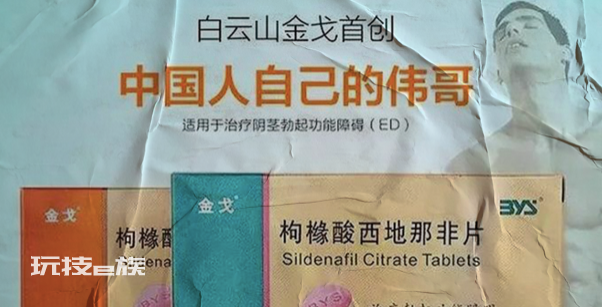 白云山金戈首创
中国人自己的伟哥
适用于治疗阴茎勃起功能障碍(ED)
金戈
枸橼酸
金戈
BYS
枸橼酸西地那非片
Sildenafil Citrate Tablets
玩技e族
BYS